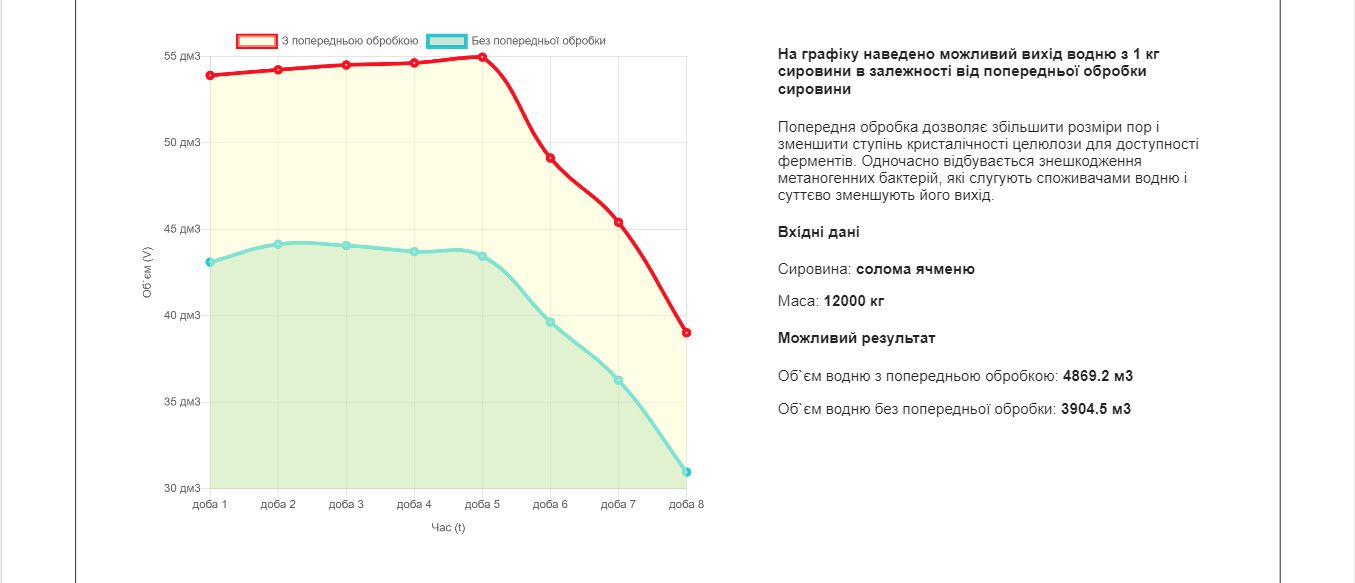 З попередньою обробкою
Без попередньої обробки
55 дм3
50 дм3
45 дм3
40 дм3
35 дм3
30 дм3
Об`єм (V)
доба 1
доба 2
доба 3
доба 4
доба 5
доба 6
доба 7
доба 8
Час (t)
На графіку наведено можливий вихід водню з 1 кг
сировини в залежності від попередньої обробки
сировини
Попередня обробка дозволяє збільшити розміри пор і
зменшити ступінь кристалічності целюлози для доступності
ферментів. Одночасно відбувається знешкодження
метаногенних бактерій, які слугують споживачами водню і
суттєво зменшують його вихід.
Вхідні дані
Сировина: солома ячменю
Маса: 12000 кг
Можливий результат
Об`єм водню з попередньою обробкою: 4869.2 м3
Об`єм водню без попередньої обробки: 3904.5 м3